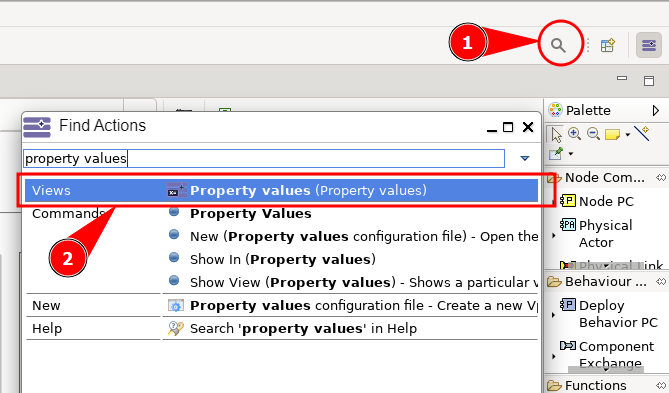 1
Palette
Find Actions
property values
Node Com...
Views Property values (Property values)
Node PC
Commands Property Values
Physical
Actor
New (Property values configuration file) - Open the
Show In (Property values)
2
Physical Link
Show View (Property values) - Shows a particular v
Behaviour ...
New Property values configuration file - Create a new Vp
Deploy
Behavior PC
Help Search 'property values' in Help
Component
Exchange
Functions